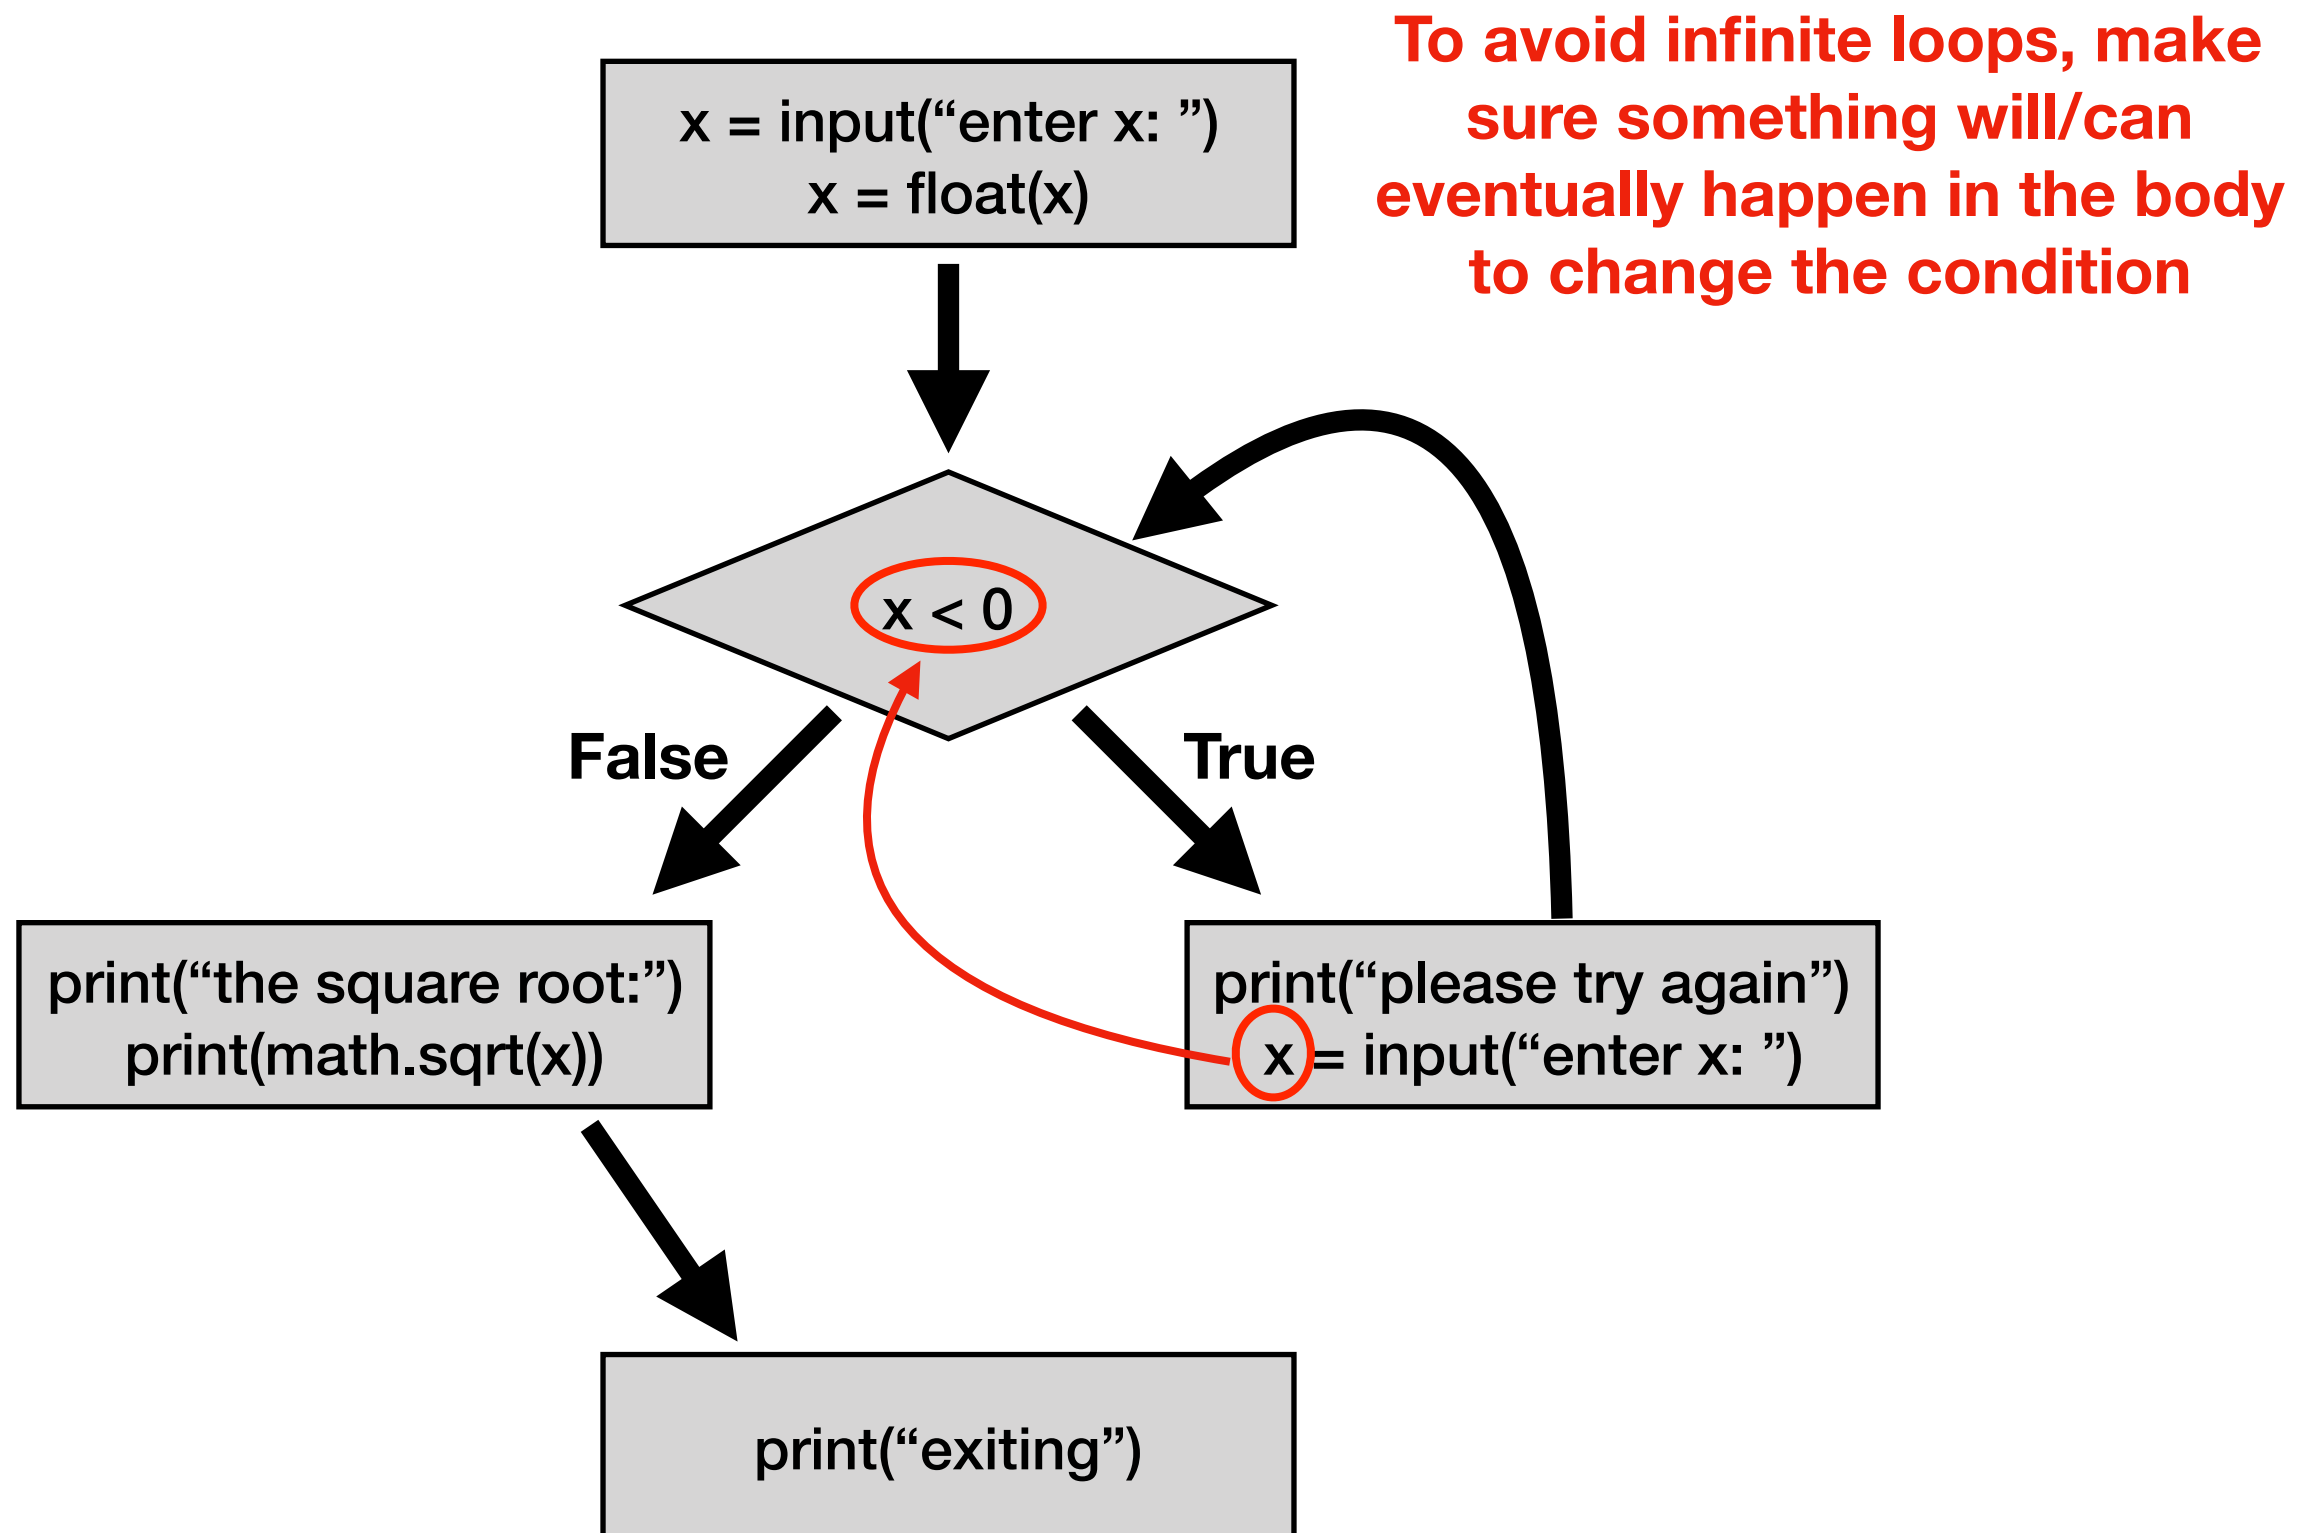 To avoid infinite loops, make
sure something will/can
eventually happen in the body
to change the condition
x = input(“enter x: ”)
x = float(x)
x < 0
False
True
print(“the square root:”)
print(math.sqrt(x))
print(“please try again”)
x = input(“enter x: ”)
print(“exiting”)